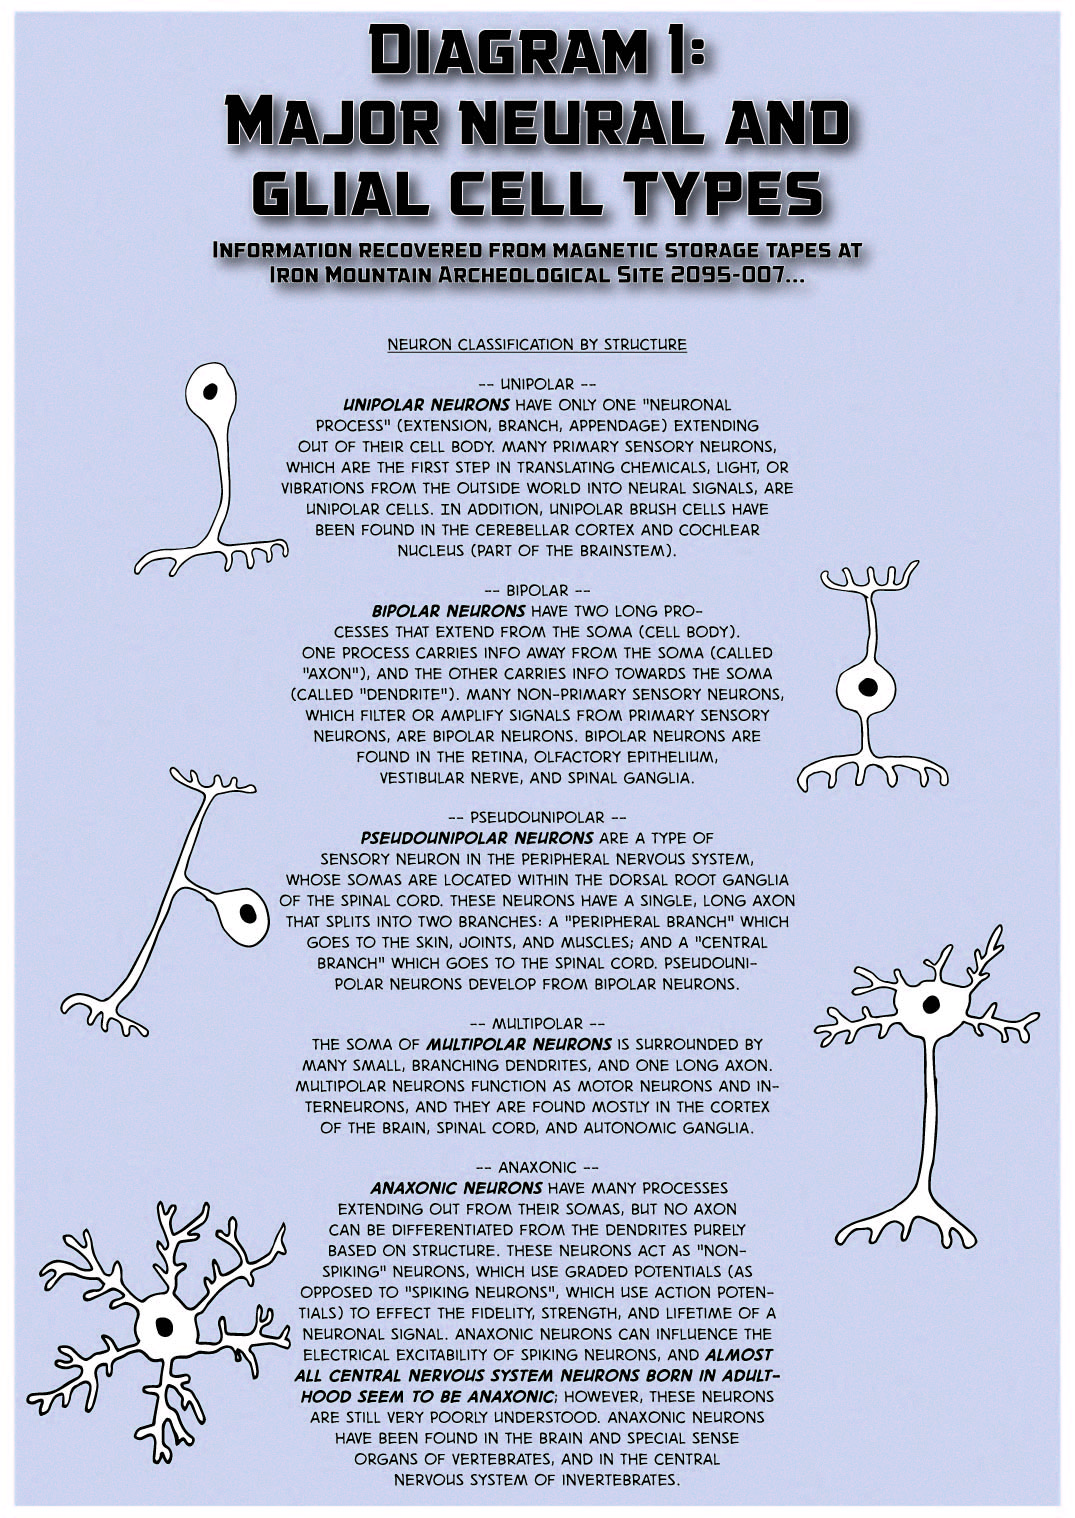 DIAGRAM 1:
MAJOR NEURAL AND
GLIAL CELL TYPES
INFORMATION RECOVERED FROM MAGNETIC STORAGE TAPES AT
IRON MOUNTAIN ARCHEOLOGICAL SITE 2095-007...
NEURON CLASSIFICATION BY STRUCTURE
-- UNIPOLAR --
UNIPOLAR NEURONS HAVE ONLY ONE "NEURONAL
PROCESS" (EXTENSION, BRANCH, APPENDAGE) EXTENDING
OUT OF THEIR CELL BODY. MANY PRIMARY SENSORY NEURONS,
WHICH ARE THE FIRST STEP IN TRANSLATING CHEMICALS, LIGHT, OR
VIBRATIONS FROM THE OUTSIDE WORLD INTO NEURAL SIGNALS, ARE
UNIPOLAR CELLS. IN ADDITION, UNIPOLAR BRUSH CELLS HAVE
BEEN FOUND IN THE CEREBELLAR CORTEX AND COCHLEAR
NUCLEUS (PART OF THE BRAINSTEM).
-- BIPOLAR --
BIPOLAR NEURONS HAVE TWO LONG PRO-
CESSES THAT EXTEND FROM THE SOMA (CELL BODY).
ONE PROCESS CARRIES INFO AWAY FROM THE SOMA (CALLED
"AXON"), AND THE OTHER CARRIES INFO TOWARDS THE SOMA
(CALLED "DENDRITE"). MANY NON-PRIMARY SENSORY NEURONS,
WHICH FILTER OR AMPLIFY SIGNALS FROM PRIMARY SENSORY
NEURONS, ARE BIPOLAR NEURONS. BIPOLAR NEURONS ARE
FOUND IN THE RETINA, OLFACTORY EPITHELIUM,
VESTIBULAR NERVE, AND SPINAL GANGLIA.
-- PSEUDOUNIPOLAR --
PSEUDOUNIPOLAR NEURONS ARE A TYPE OF
SENSORY NEURON IN THE PERIPHERAL NERVOUS SYSTEM,
WHOSE SOMAS ARE LOCATED WITHIN THE DORSAL ROOT GANGLIA
OF THE SPINAL CORD. THESE NEURONS HAVE A SINGLE, LONG AXON
THAT SPLITS INTO TWO BRANCHES: A "PERIPHERAL BRANCH" WHICH
GOES TO THE SKIN, JOINTS, AND MUSCLES; AND A "CENTRAL
BRANCH" WHICH GOES TO THE SPINAL CORD. PSEUDOUNI-
POLAR NEURONS DEVELOP FROM BIPOLAR NEURONS.
-- MULTIPOLAR --
THE SOMA OF MULTIPOLAR NEURONS IS SURROUNDED BY
MANY SMALL, BRANCHING DENDRITES, AND ONE LONG AXON.
MULTIPOLAR NEURONS FUNCTION AS MOTOR NEURONS AND IN-
TERNEURONS, AND THEY ARE FOUND MOSTLY IN THE CORTEX
OF THE BRAIN, SPINAL CORD, AND AUTONOMIC GANGLIA.
-- ANAXONIC --
ANAXONIC NEURONS HAVE MANY PROCESSES
EXTENDING OUT FROM THEIR SOMAS, BUT NO AXON
CAN BE DIFFERENTIATED FROM THE DENDRITES PURELY
BASED ON STRUCTURE. THESE NEURONS ACT AS "NON-
SPIKING" NEURONS, WHICH USE GRADED POTENTIALS (AS
OPPOSED TO "SPIKING NEURONS", WHICH USE ACTION POTEN-
TIALS) TO EFFECT THE FIDELITY, STRENGTH, AND LIFETIME OF A
NEURONAL SIGNAL. ANAXONIC NEURONS CAN INFLUENCE THE
ELECTRICAL EXCITABILITY OF SPIKING NEURONS, AND ALMOST
ALL CENTRAL NERVOUS SYSTEM NEURONS BORN IN ADULT-
HOOD SEEM TO BE ANAXONIC; HOWEVER, THESE NEURONS
ARE STILL VERY POORLY UNDERSTOOD. ANAXONIC NEURONS
HAVE BEEN FOUND IN THE BRAIN AND SPECIAL SENSE
ORGANS OF VERTEBRATES, AND IN THE CENTRAL
NERVOUS SYSTEM OF INVERTEBRATES.